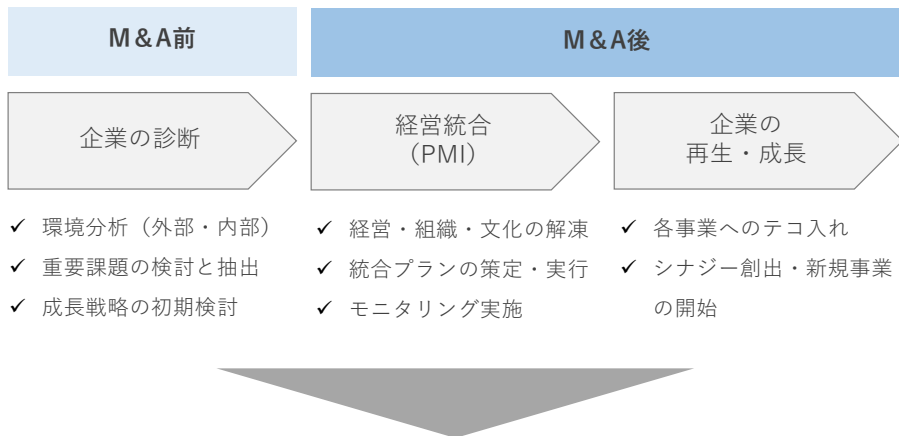 M&A前
M&A後
企業の診断
経営統合
(PMI)
企業の
再生・成長
✓ 環境分析（外部・内部）
✓ 重要課題の検討と抽出
✓ 成長戦略の初期検討
✓ 経営・組織・文化の解凍
✓ 統合プランの策定・実行
✓ モニタリング実施
✓ 各事業へのテコ入れ
✓ シナジー創出・新規事業
の開始